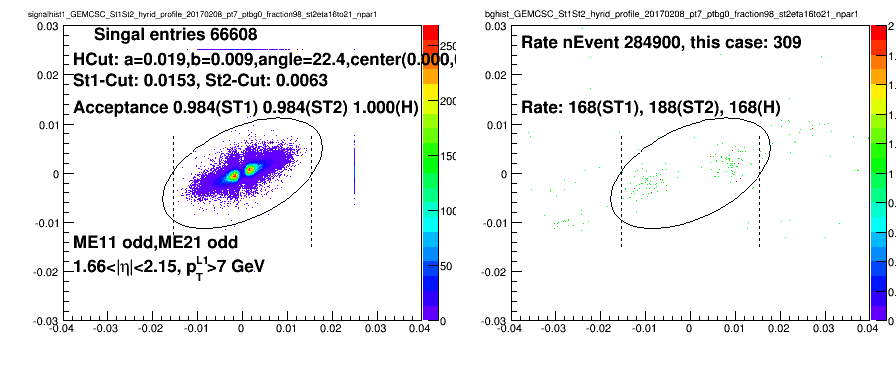 signalhist1_GEMCSC_St1St2_hyrid_profile_20170208_pt7_ptbg0_fraction98_st2eta16to21_npar1
Singal entries 66608
HCut: a=0.019,b=0.009,angle=22.4,center(0.000,0
St1-Cut: 0.0153, St2-Cut: 0.0063
Acceptance 0.984(ST1) 0.984(ST2) 1.000(H)
ME11 odd,ME21 odd
1.66<|η|<2.15, p_T^L1>7 GeV
0.03
0.02
0.01
0
-0.01
-0.02
-0.03
-0.04 -0.03 -0.02 -0.01 0 0.01 0.02 0.03 0.04
250
200
150
100
50
0
bghist_GEMCSC_St1St2_hyrid_profile_20170208_pt7_ptbg0_fraction98_st2eta16to21_npar1
Rate nEvent 284900, this case: 309
Rate: 168(ST1), 188(ST2), 168(H)
0.03
0.02
0.01
0
-0.01
-0.02
-0.03
-0.04 -0.03 -0.02 -0.01 0 0.01 0.02 0.03 0.04